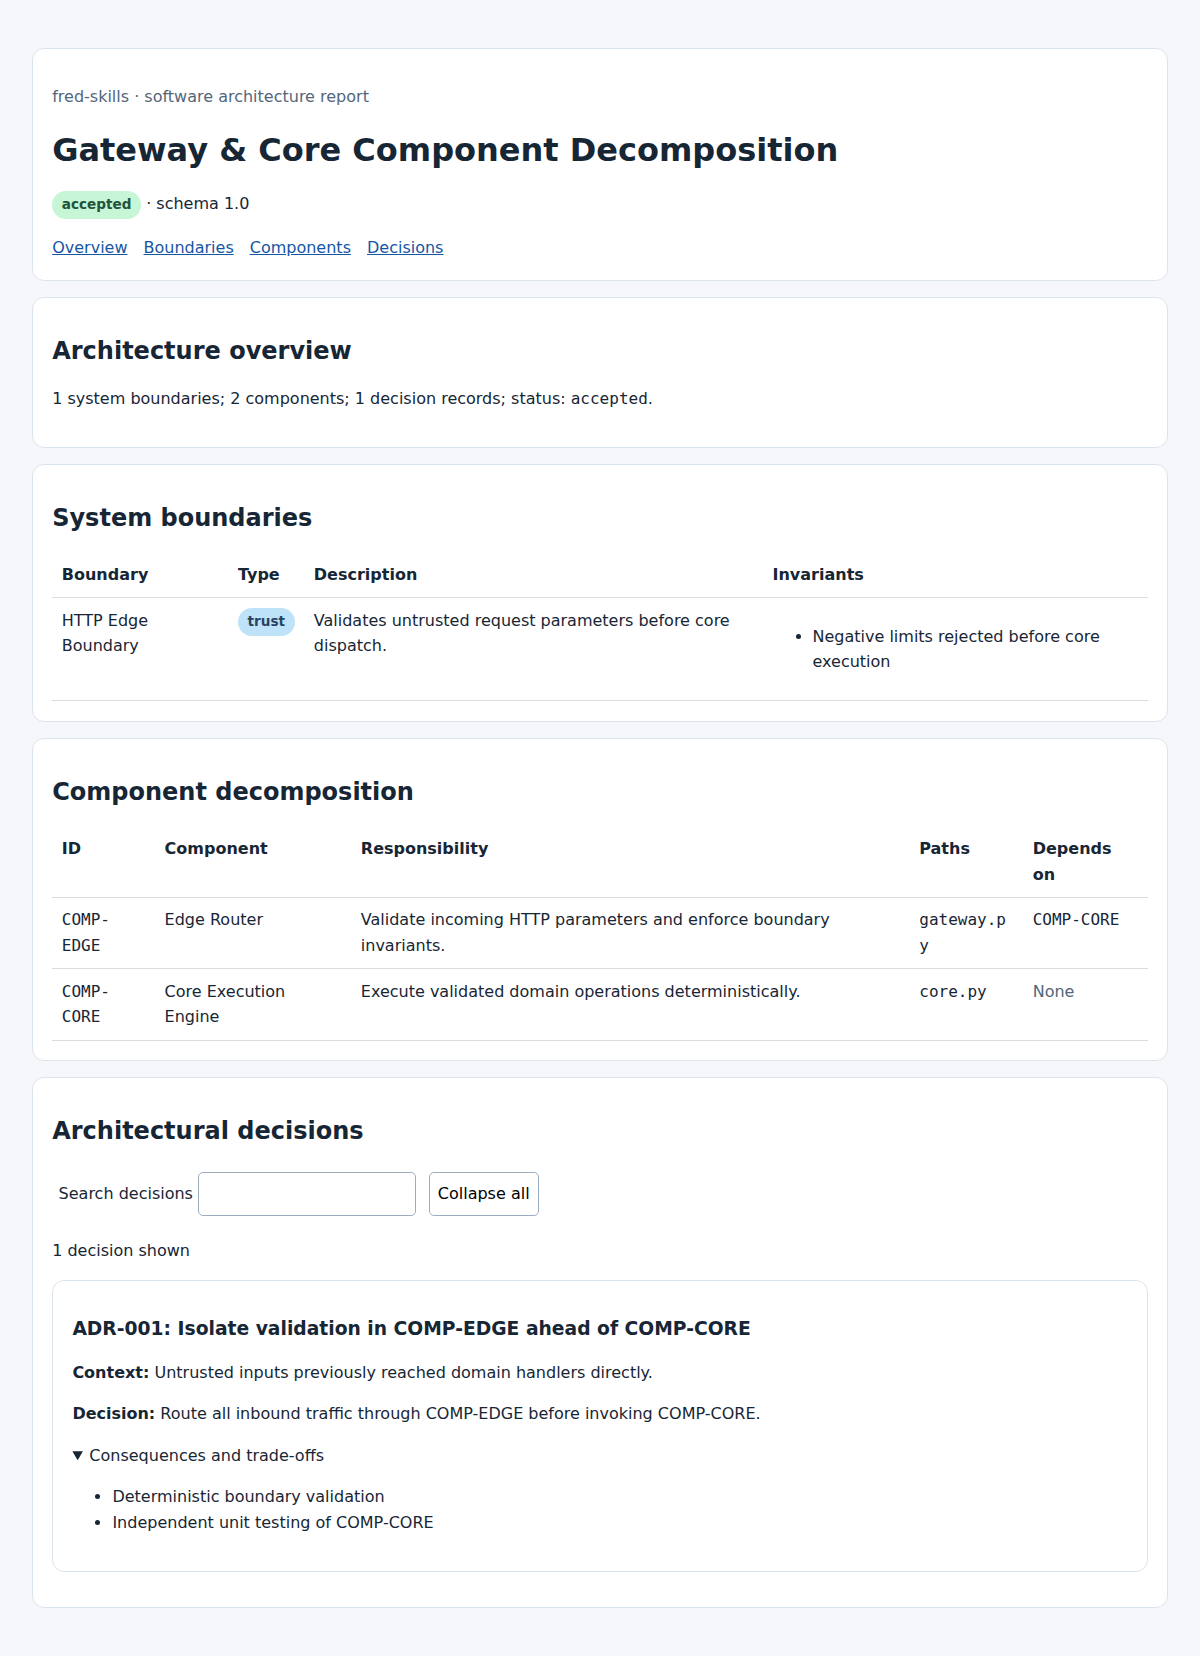 fred-skills · software architecture report
Gateway & Core Component Decomposition
accepted · schema 1.0
Overview Boundaries Components Decisions
Architecture overview
1 system boundaries; 2 components; 1 decision records; status: accepted.
System boundaries
Boundary Type Description Invariants
HTTP Edge trust Validates untrusted request parameters before core
Boundary dispatch.
• Negative limits rejected before core
execution
Component decomposition
ID Component Responsibility Paths Depends
on
COMP- Edge Router Validate incoming HTTP parameters and enforce boundary gateway.p COMP-CORE
EDGE invariants. y
COMP- Core Execution Execute validated domain operations deterministically. core.py None
CORE Engine
Architectural decisions
Search decisions Collapse all
1 decision shown
ADR-001: Isolate validation in COMP-EDGE ahead of COMP-CORE
Context: Untrusted inputs previously reached domain handlers directly.
Decision: Route all inbound traffic through COMP-EDGE before invoking COMP-CORE.
▼ Consequences and trade-offs
• Deterministic boundary validation
• Independent unit testing of COMP-CORE